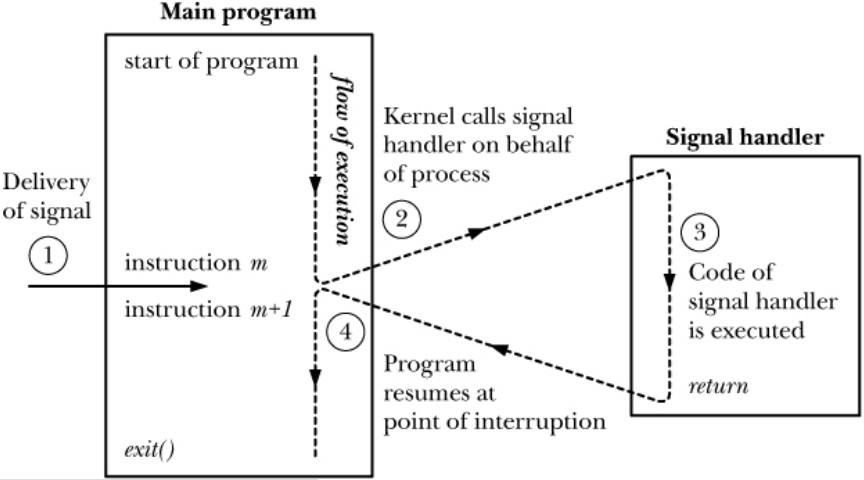 Main program
start of program
flow of execution
Kernel calls signal
handler on behalf
of process
Signal handler
Delivery
of signal
1
2
3
instruction m
instruction m+1
Code of
signal handler
is executed
4
Program
resumes at
point of interruption
return
exit()